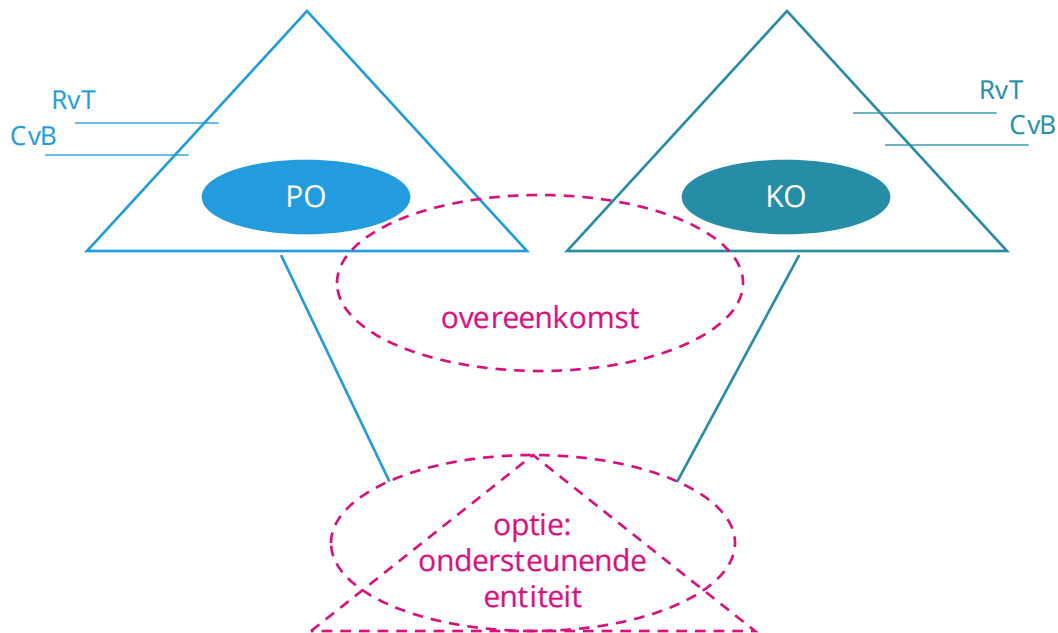 RvT
CvB
PO
RvT
CvB
KO
overeenkomst
optie:
ondersteunende
entiteit